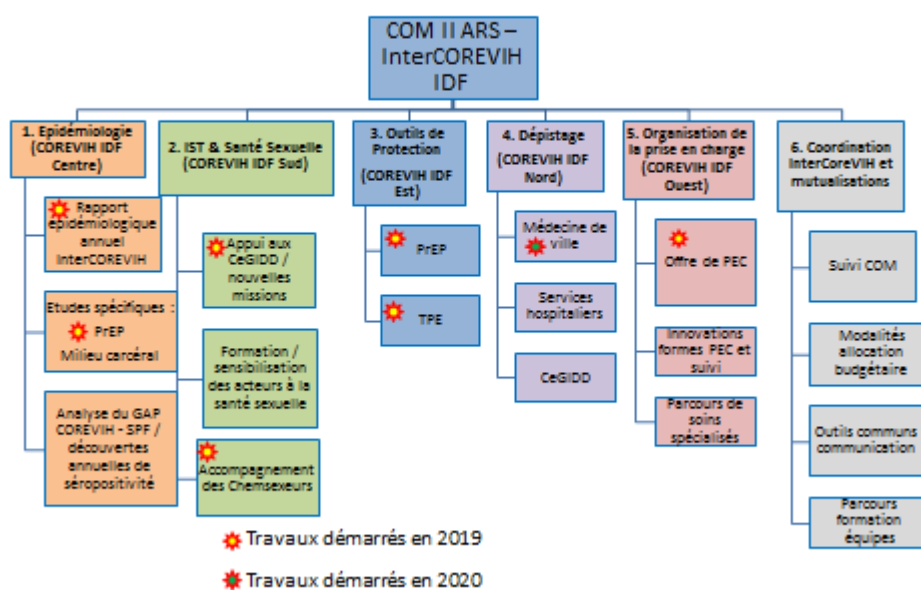 COM II ARS –
InterCOREVIH
IDF
1. Epidémiologie
(COREVIH IDF
Centre)
Rapport
épidémiologique
annuel
InterCOREVIH
Etudes spécifiques :
PrEP
Milieu carcéral
Analyse du GAP
COREVIH - SPF /
découvertes
annuelles de
séropositivité
2. IST & Santé Sexuelle
(COREVIH IDF Sud)
Appui aux
CeGIDD /
nouvelles
missions
Formation /
sensibilisation
des acteurs à la
santé sexuelle
Accompagnement
des Chemsexeurs
3. Outils de
Protection
(COREVIH IDF
Est)
PrEP
TPE
4. Dépistage
(COREVIH IDF
Nord)
Médecine de
ville
Services
hospitaliers
CeGIDD
5. Organisation de
la prise en charge
(COREVIH IDF
Ouest)
Offre de PEC
Innovations
formes PEC et
suivi
Parcours de
soins
spécialisés
6. Coordination
InterCoreVIH et
mutualisations
Suivi COM
Modalités
allocation
budgétaire
Outils communs
communication
Parcours
formation
équipes
Travaux démarrés en 2019
Travaux démarrés en 2020